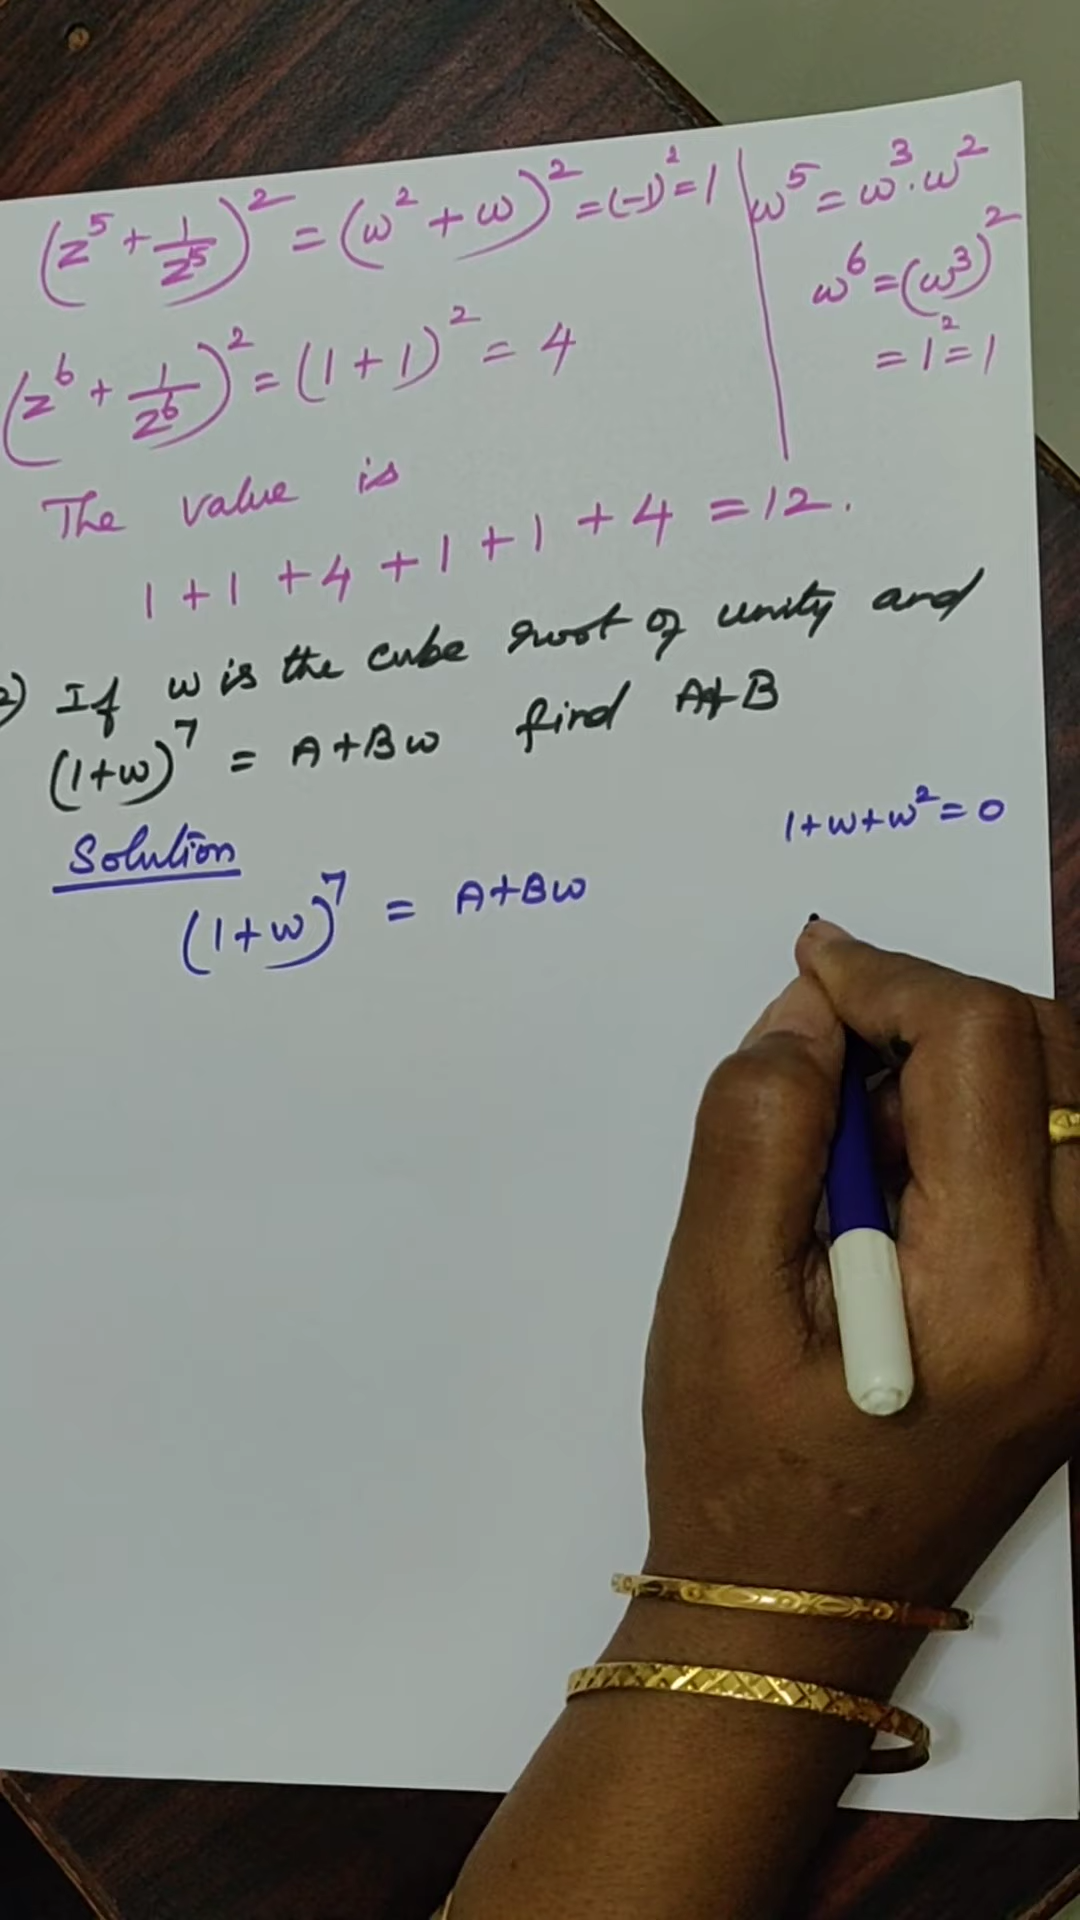 (z⁵ + 1/z⁵)² = (ω² + ω)² = (-1)² = 1
ω⁵ = ω³.ω²
ω⁶ = (ω³)²
= 1² = 1
(z⁶ + 1/z⁶)² = (1 + 1)² = 4
The value is
1 + 1 + 4 + 1 + 1 + 4 = 12.
2) If ω is the cube root of unity and
(1+ω)⁷ = A+Bω find A+B
Solution
1+ω+ω² = 0
(1+ω)⁷ = A+Bω